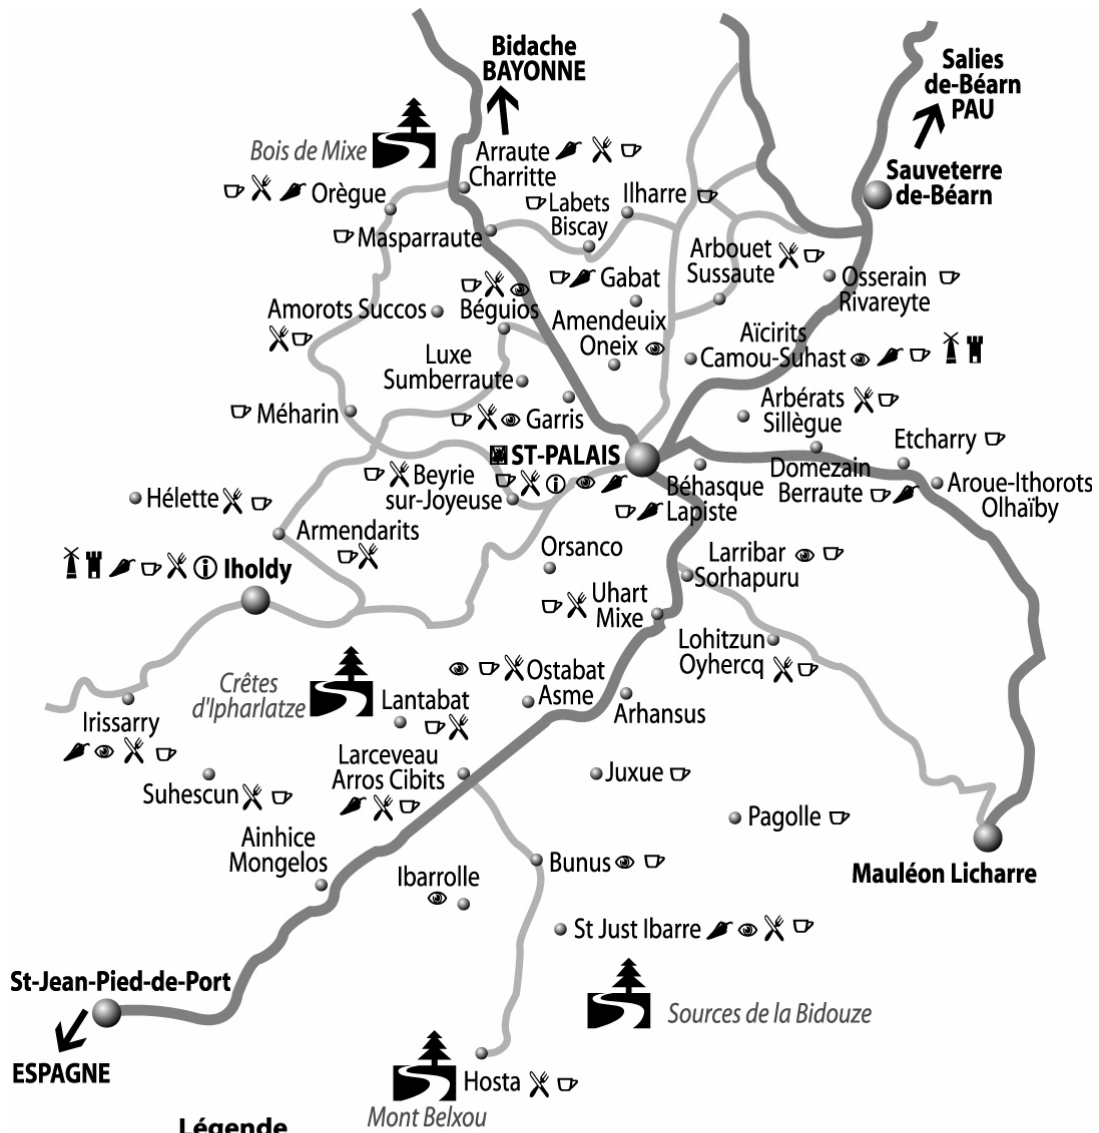 Bidache
BAYONNE
Salies
de-Béarn
PAU
Bois de Mixe
Arraute
Charritte
Sauveterre
de-Béarn
Orègue
Ilharre
Labets
Biscay
Masparraute
Arbouet
Sussaute
Gabat
Osserain
Rivareyte
Amorots Succos
Béguios
Amendeuix
Oneix
Aïcirits
Camou-Suhast
Luxe
Sumberraute
Arbérats
Sillègue
Méharin
Garris
Etcharry
ST-PALAIS
Domezain
Berraute
Beyrie
sur-Joyeuse
Béhasque
Lapiste
Aroue-Ithorots
Olhaïby
Hélette
Armendarits
Orsanco
Larribar
Sorhapuru
Iholdy
Uhart
Mixe
Lohitzun
Oyhercq
Crêtes
d'Ipharlatze
Ostabat
Asme
Lantabat
Arhansus
Irissarry
Larceveau
Arros Cibits
Juxue
Suhescun
Pagolle
Ainhice
Mongelos
Bunus
Mauléon Licharre
Ibarrolle
St Just Ibarre
St-Jean-Pied-de-Port
Sources de la Bidouze
ESPAGNE
Hosta
Mont Belxou
Légende